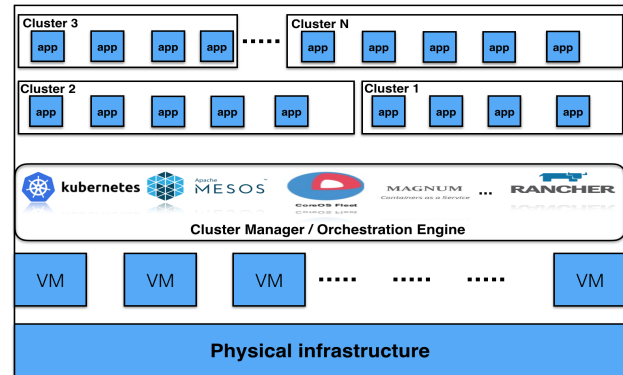 Cluster 3
app app app app
.....
Cluster N
app app app app app
Cluster 2
app app app app app
Cluster 1
app app app app
kubernetes
Apache
MESOS™
CoreOS Fleet
MAGNUM
Containers as a Service
...
RANCHER
Cluster Manager / Orchestration Engine
VM VM VM ..... ..... ..... VM
Physical infrastructure